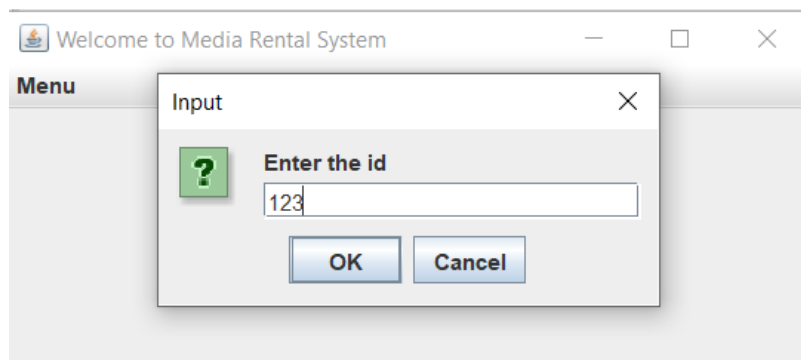 Welcome to Media Rental System
Menu
Input
Enter the id
123
OK Cancel